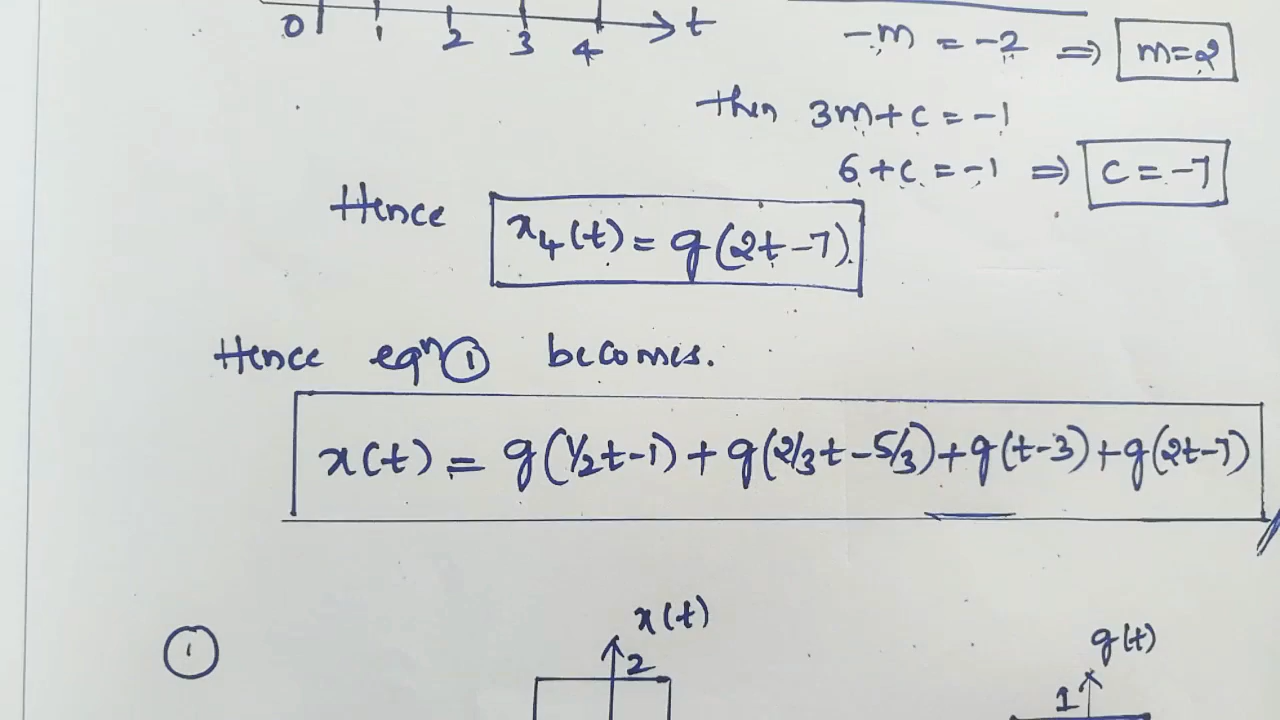 0 1 2 3 4 t
-m = -2 ⇒ m=2
then 3m+c = -1
6+c = -1 ⇒ c = -7
Hence x₄(t) = g(2t-7)
Hence eqⁿ ① becomes.
x(t) = g(1/2t-1) + g(2/3t-5/3) + g(t-3) + g(2t-7)
① x(t) g(t)
2 1